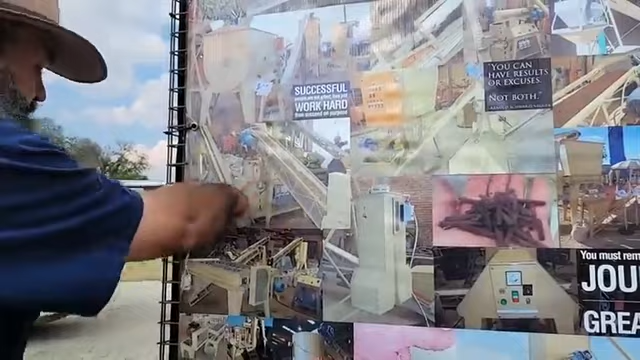 SUCCESSFUL
WORK HARD
"YOU CAN
HAVE RESULTS
OR EXCUSES.
NOT BOTH."
You must rem
JOU
GREA